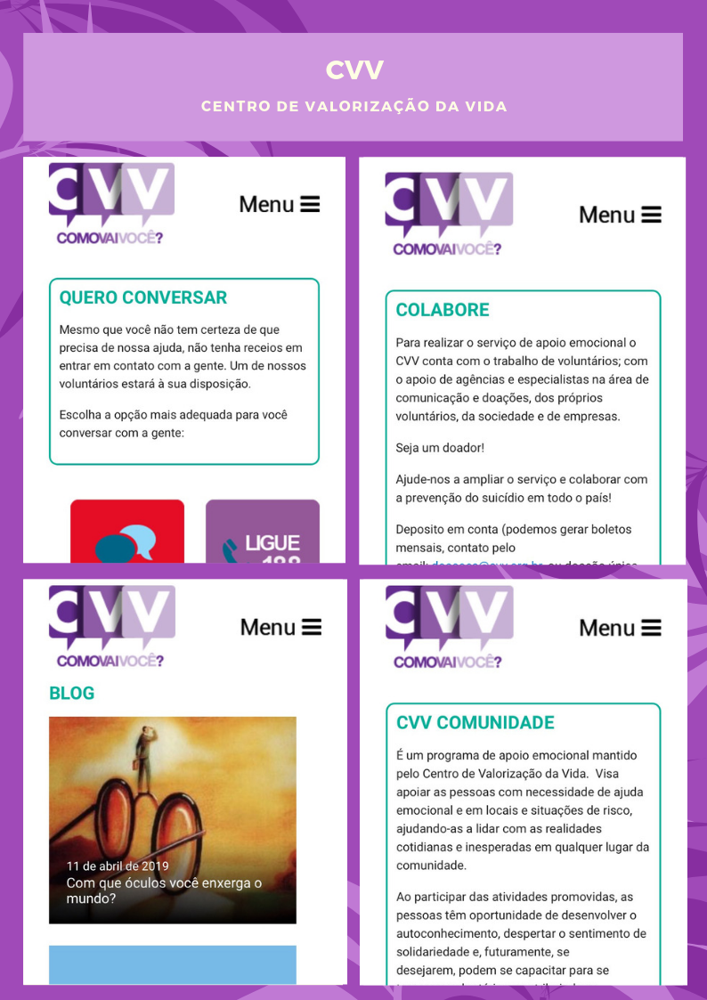 CVV
CENTRO DE VALORIZAÇÃO DA VIDA
CVV
COMOVAIVOCÊ?
Menu
QUERO CONVERSAR
Mesmo que você não tem certeza de que
precisa de nossa ajuda, não tenha receios em
entrar em contato com a gente. Um de nossos
voluntários estará à sua disposição.
Escolha a opção mais adequada para você
conversar com a gente:
LIGUE
188
CVV
COMOVAIVOCÊ?
Menu
COLABORE
Para realizar o serviço de apoio emocional o
CVV conta com o trabalho de voluntários; com
o apoio de agências e especialistas na área de
comunicação e doações, dos próprios
voluntários, da sociedade e de empresas.
Seja um doador!
Ajude-nos a ampliar o serviço e colaborar com
a prevenção do suicídio em todo o país!
Deposito em conta (podemos gerar boletos
mensais, contato pelo
CVV
COMOVAIVOCÊ?
Menu
BLOG
11 de abril de 2019
Com que óculos você enxerga o
mundo?
CVV
COMOVAIVOCÊ?
Menu
CVV COMUNIDADE
É um programa de apoio emocional mantido
pelo Centro de Valorização da Vida. Visa
apoiar as pessoas com necessidade de ajuda
emocional e em locais e situações de risco,
ajudando-as a lidar com as realidades
cotidianas e inesperadas em qualquer lugar da
comunidade.
Ao participar das atividades promovidas, as
pessoas têm oportunidade de desenvolver o
autoconhecimento, despertar o sentimento de
solidariedade e, futuramente, se
desejarem, podem se capacitar para se